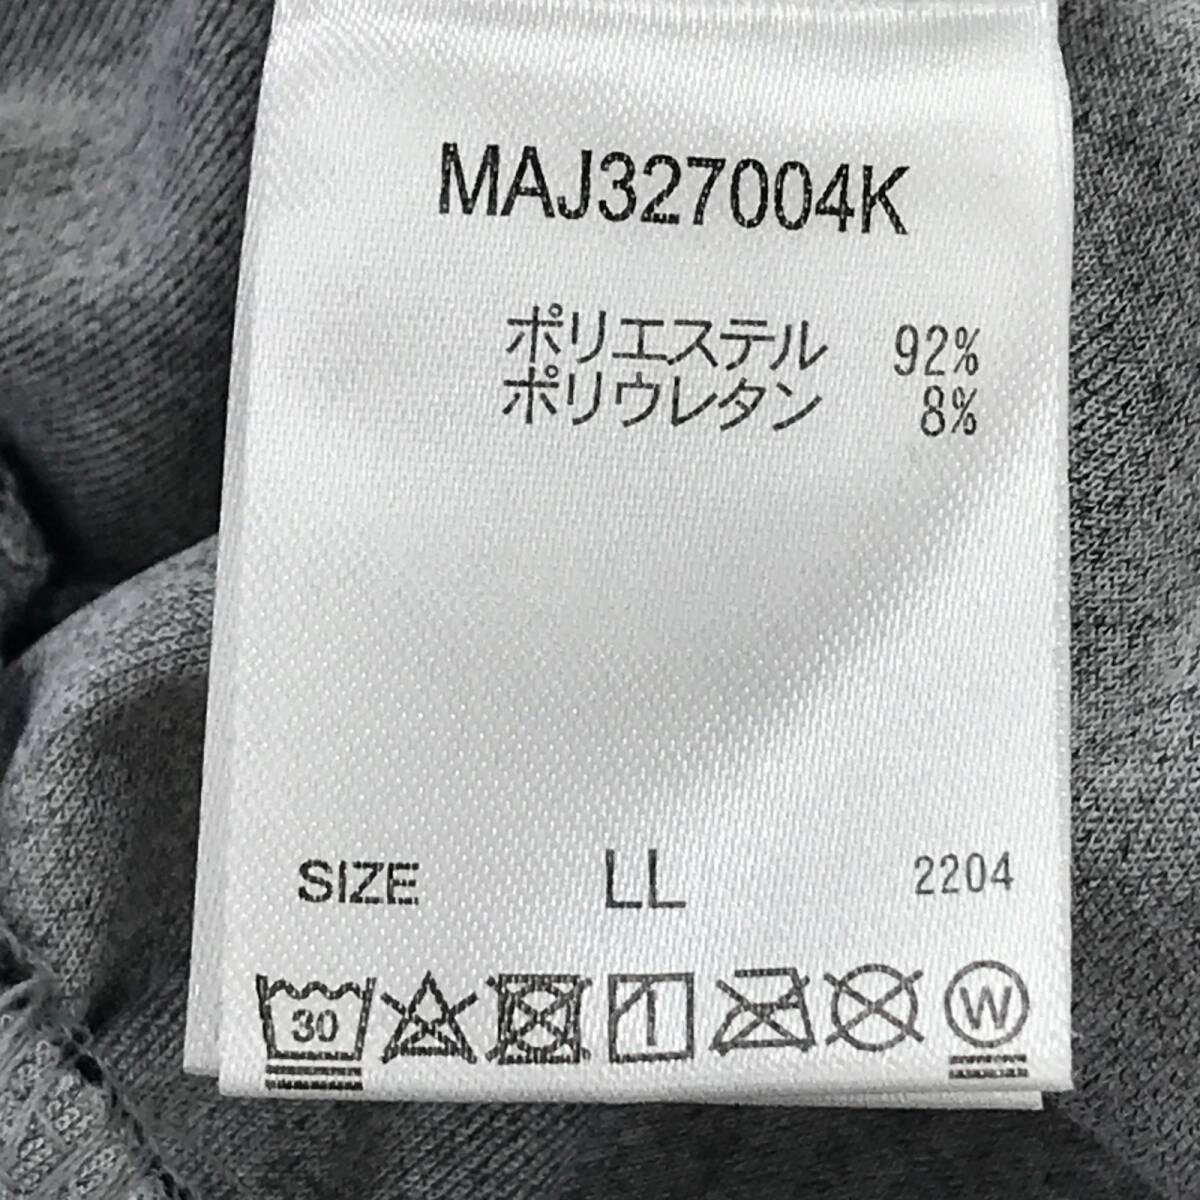 MAJ327004K
ポリエステル 92%
ポリウレタン 8%
SIZE LL 2204
30 W